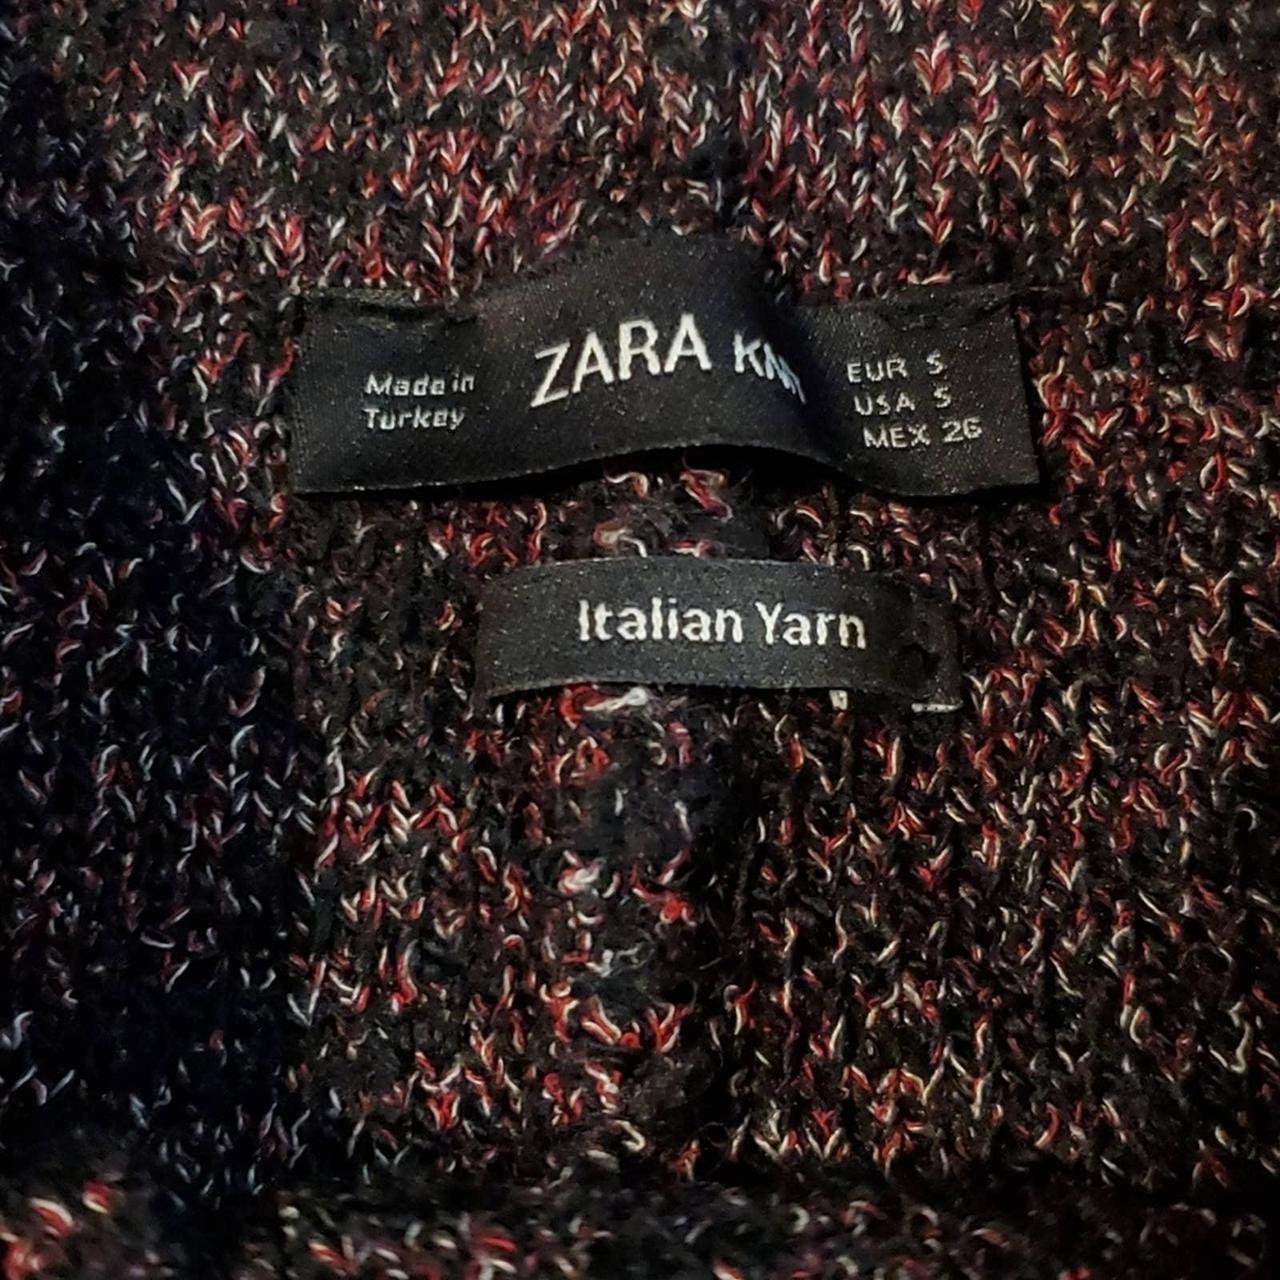 Made in
Turkey
ZARA
EUR S
USA S
MEX 26
Italian Yarn